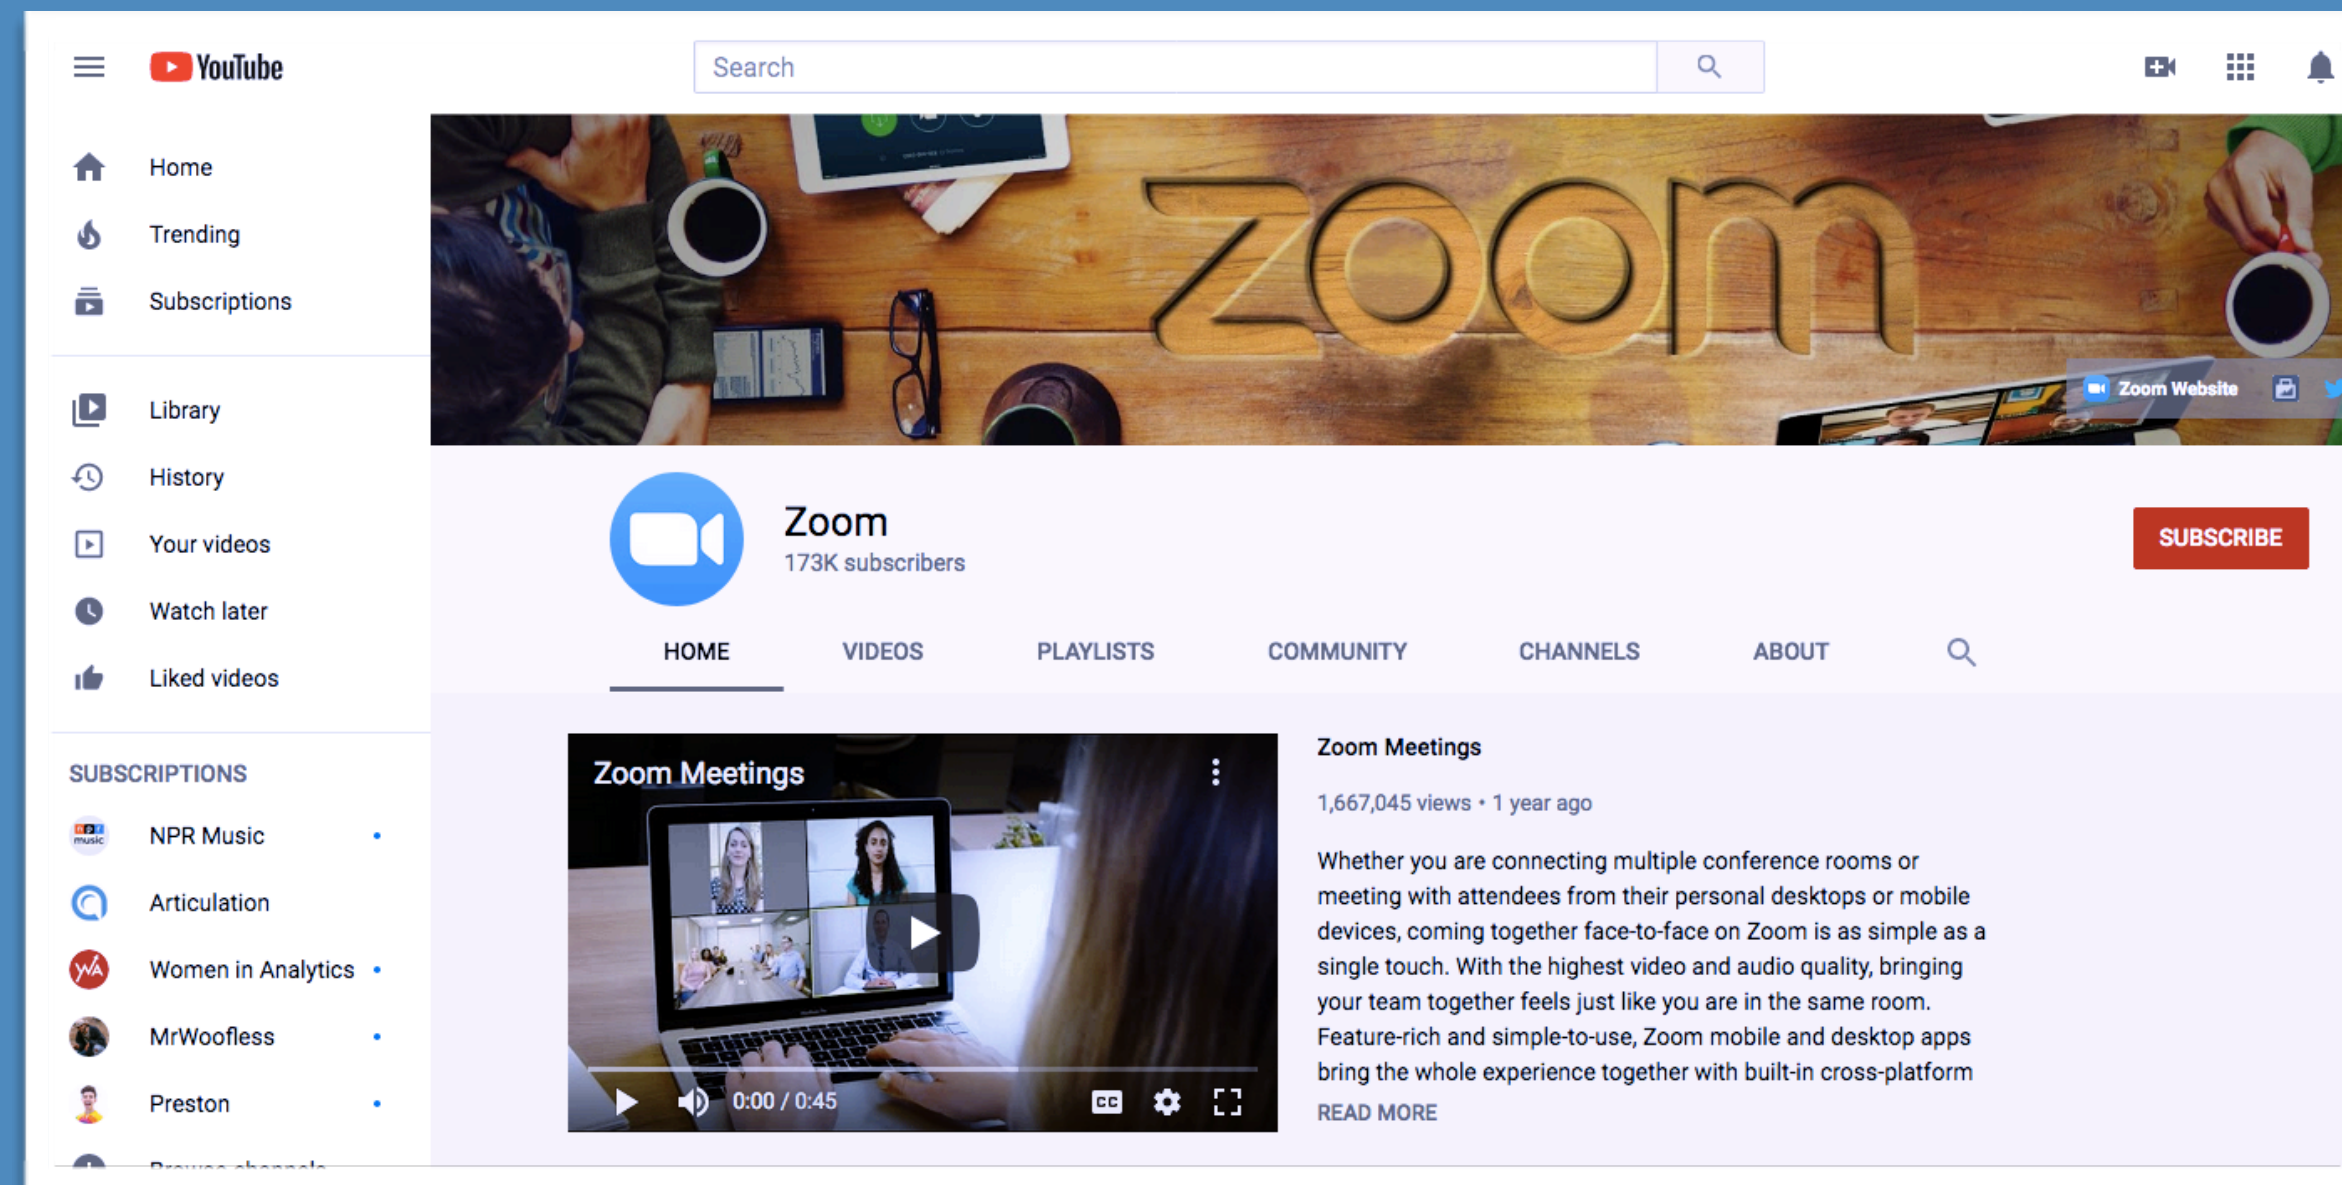 YouTube
Search
Home
Trending
Subscriptions
Library
History
Your videos
Watch later
Liked videos
SUBSCRIPTIONS
npr music
NPR Music
Articulation
WA
Women in Analytics
MrWoofless
Preston
Browse channels
zoom
Zoom Website
Zoom
173K subscribers
SUBSCRIBE
HOME VIDEOS PLAYLISTS COMMUNITY CHANNELS ABOUT
Zoom Meetings
0:00 / 0:45
CC
Zoom Meetings
1,667,045 views • 1 year ago
Whether you are connecting multiple conference rooms or
meeting with attendees from their personal desktops or mobile
devices, coming together face-to-face on Zoom is as simple as a
single touch. With the highest video and audio quality, bringing
your team together feels just like you are in the same room.
Feature-rich and simple-to-use, Zoom mobile and desktop apps
bring the whole experience together with built-in cross-platform
READ MORE